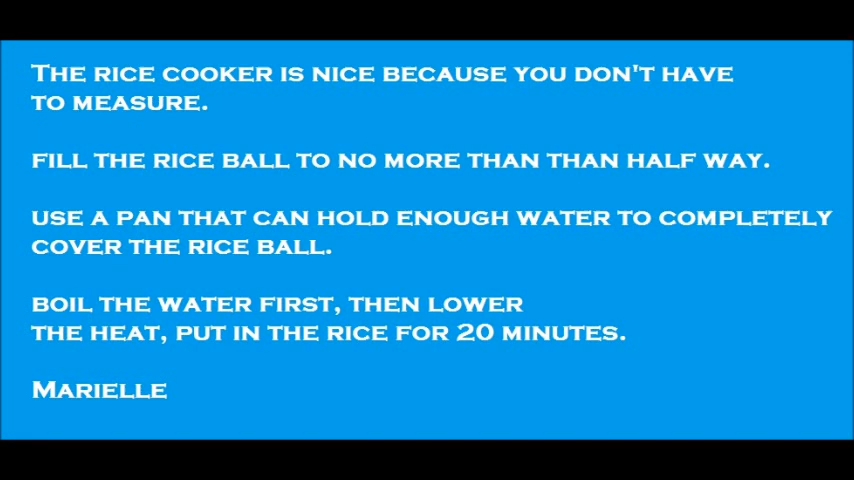 The rice cooker is nice because you don't have
to measure.
fill the rice ball to no more than than half way.
use a pan that can hold enough water to completely
cover the rice ball.
boil the water first, then lower
the heat, put in the rice for 20 minutes.
Marielle